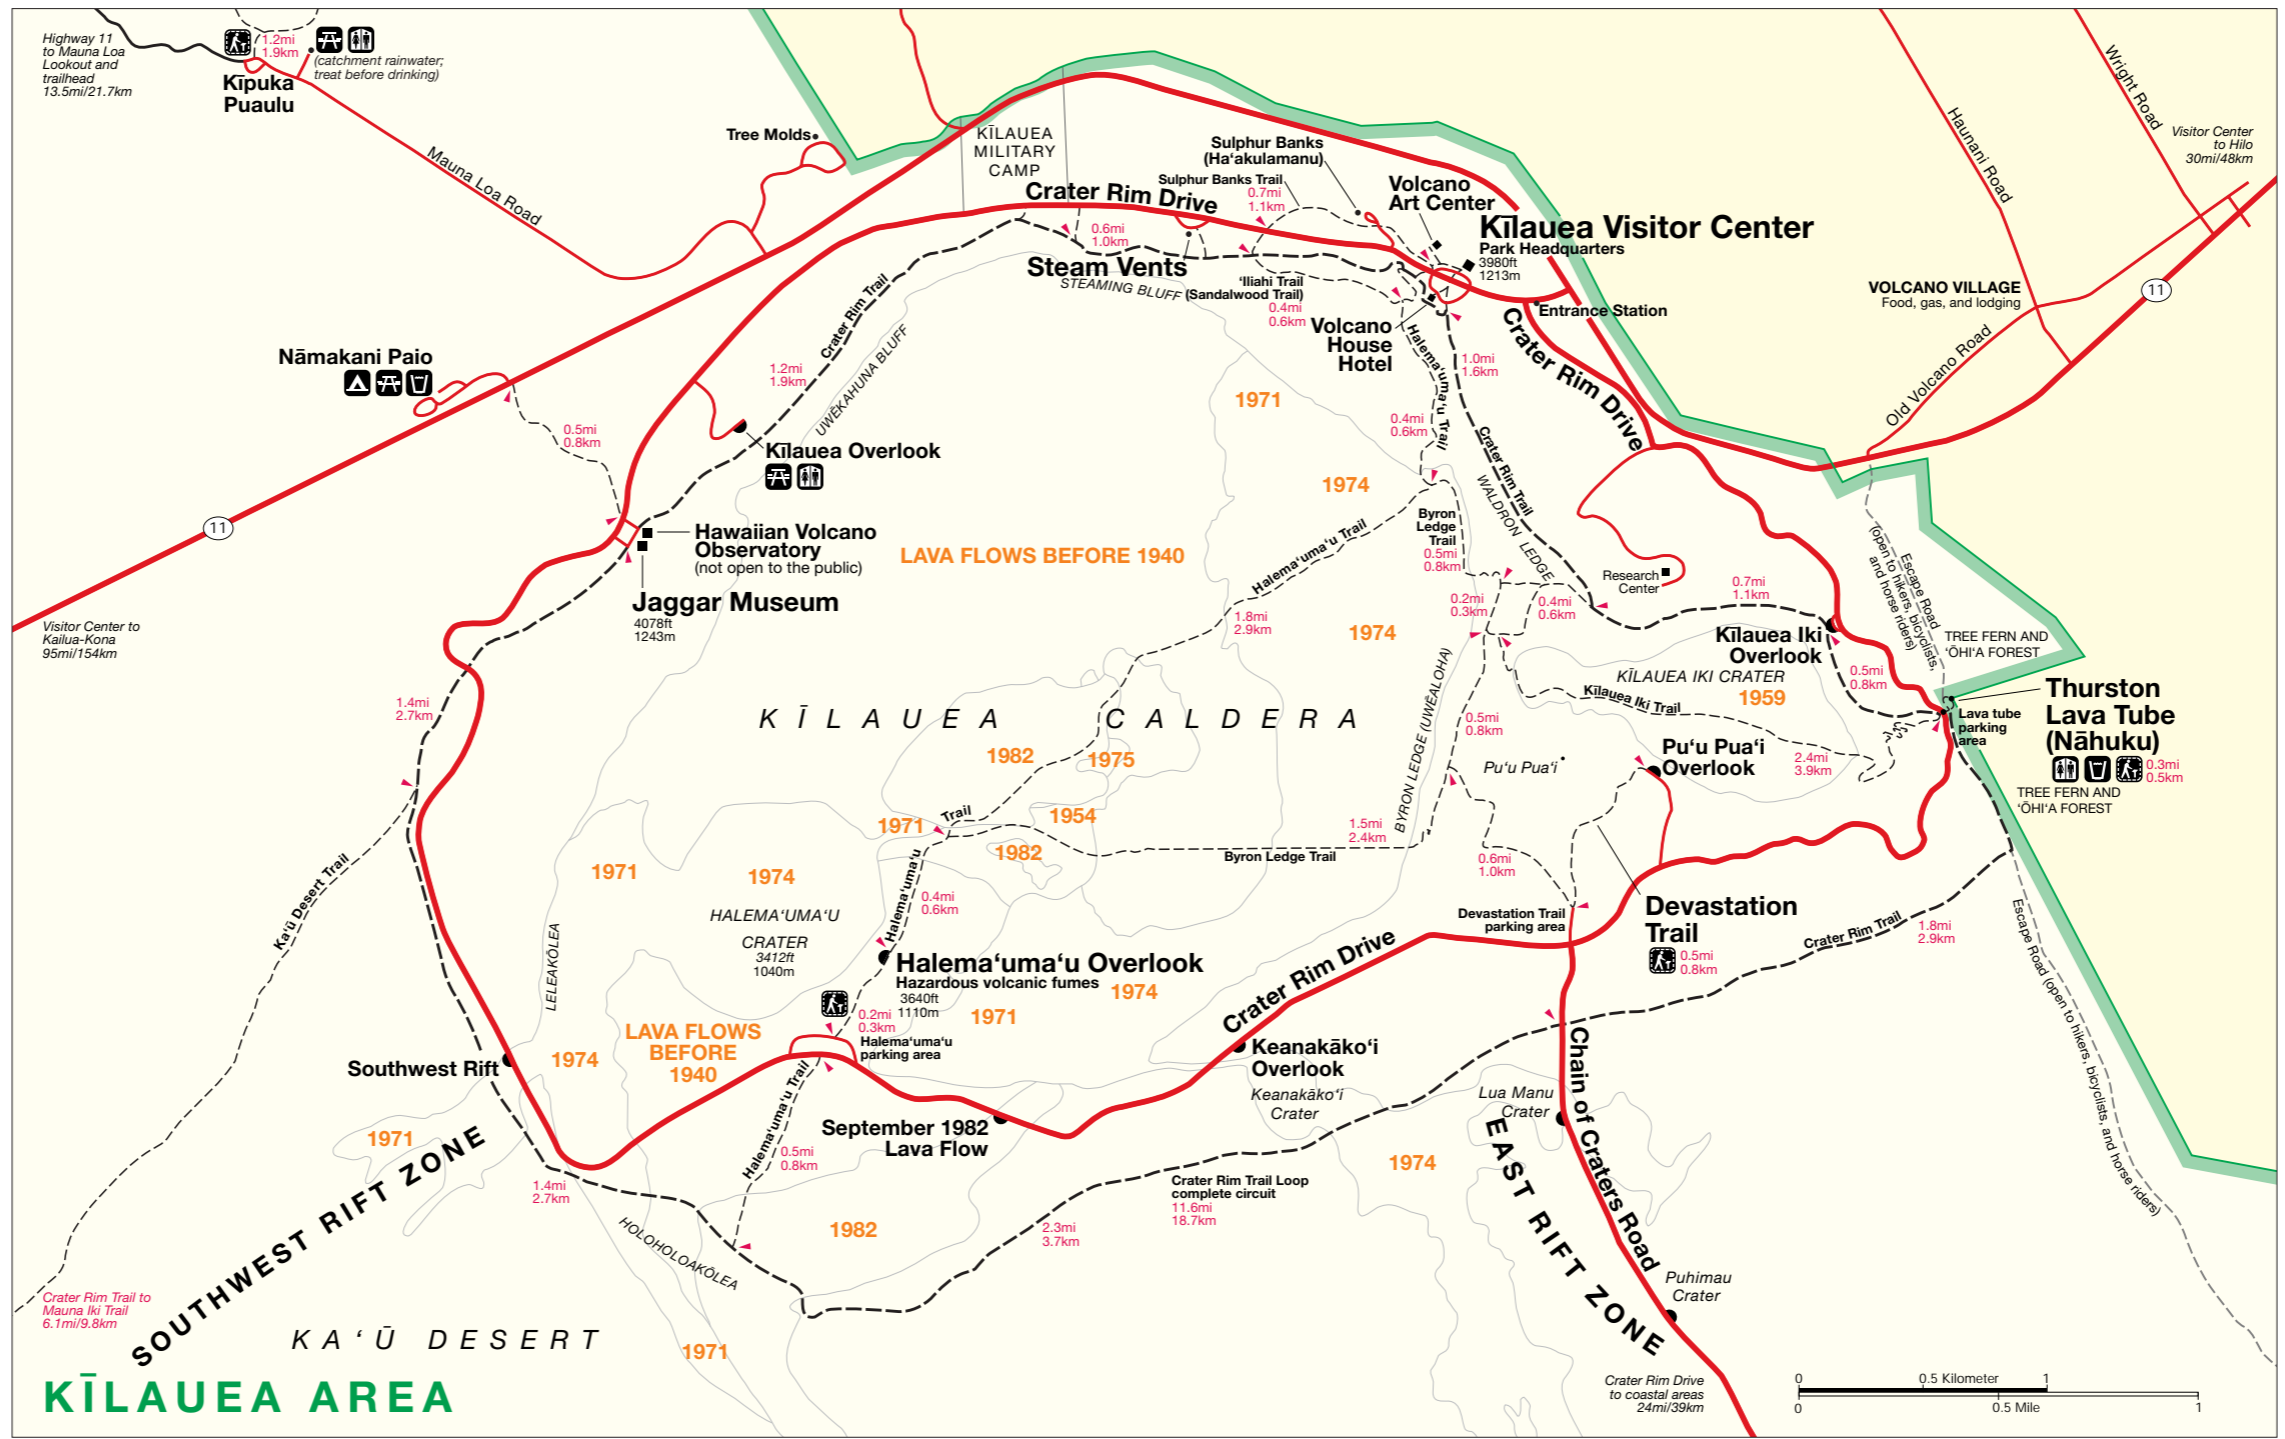 Highway 11
to Mauna Loa
Lookout and
trailhead
13.5mi/21.7km
1.2mi
1.9km
(catchment rainwater;
treat before drinking)
Kīpuka
Puaulu
Mauna Loa Road
Tree Molds
KĪLAUEA
MILITARY
CAMP
Crater Rim Drive
Sulphur Banks
(Ha‘akulamanu)
Sulphur Banks Trail
0.7mi
1.1km
Volcano
Art Center
Kīlauea Visitor Center
Park Headquarters
3980ft
1213m
Wright Road
Haunani Road
Visitor Center
to Hilo
30mi/48km
11
VOLCANO VILLAGE
Food, gas, and lodging
Old Volcano Road
Entrance Station
0.6mi
1.0km
Steam Vents
STEAMING BLUFF
‘Iliahi Trail
(Sandalwood Trail)
0.4mi
0.6km
Volcano
House
Hotel
Crater Rim Drive
Halema‘uma‘u Trail
1.0mi
1.6km
Crater Rim Trail
UWĒKAHUNA BLUFF
1.2mi
1.9km
Nāmakani Paio
0.5mi
0.8km
Kīlauea Overlook
11
Hawaiian Volcano
Observatory
(not open to the public)
Jaggar Museum
4078ft
1243m
Visitor Center to
Kailua-Kona
95mi/154km
1971
0.4mi
0.6km
1974
Crater Rim Trail
WALDRON LEDGE
Byron
Ledge
Trail
0.5mi
0.8km
LAVA FLOWS BEFORE 1940
Halema‘uma‘u Trail
1.8mi
2.9km
1974
0.2mi
0.3km
0.4mi
0.6km
Research
Center
0.7mi
1.1km
Escape Road
(open to hikers, bicyclists,
and horse riders)
TREE FERN AND
‘ŌHI‘A FOREST
Kīlauea Iki
Overlook
0.5mi
0.8km
KĪLAUEA IKI CRATER
1959
Kīlauea Iki Trail
Thurston
Lava Tube
(Nāhuku)
0.3mi
0.5km
Lava tube
parking
area
TREE FERN AND
‘ŌHI‘A FOREST
1.4mi
2.7km
KĪLAUEA CALDERA
BYRON LEDGE (UWĒALOHA)
0.5mi
0.8km
Pu‘u Pua‘i
Pu‘u Pua‘i
Overlook
2.4mi
3.9km
1982
1975
1954
1971
Trail
1982
1.5mi
2.4km
Byron Ledge Trail
0.6mi
1.0km
Ka‘ū Desert Trail
1971
1974
HALEMA‘UMA‘U
CRATER
3412ft
1040m
Halema‘uma‘u
0.4mi
0.6km
LELEAKŌLEA
Halema‘uma‘u Overlook
Hazardous volcanic fumes
3640ft
1110m
1974
1971
0.2mi
0.3km
Halema‘uma‘u
parking area
Devastation Trail
parking area
Devastation
Trail
0.5mi
0.8km
Crater Rim Trail
1.8mi
2.9km
Escape Road (open to hikers, bicyclists, and horse riders)
Crater Rim Drive
Keanakāko‘i
Overlook
Keanakāko‘i
Crater
LAVA FLOWS
BEFORE
1940
1974
Southwest Rift
1971
SOUTHWEST RIFT ZONE
September 1982
Lava Flow
Halema‘uma‘u Trail
0.5mi
0.8km
1.4mi
2.7km
HOLOHOLOAKŌLEA
1982
1971
2.3mi
3.7km
Crater Rim Trail Loop
complete circuit
11.6mi
18.7km
1974
Lua Manu
Crater
EAST RIFT ZONE
Chain of Craters Road
Puhimau
Crater
Crater Rim Drive
to coastal areas
24mi/39km
Crater Rim Trail to
Mauna Iki Trail
6.1mi/9.8km
KA‘Ū DESERT
KĪLAUEA AREA
0 0.5 Kilometer 1
0 0.5 Mile 1